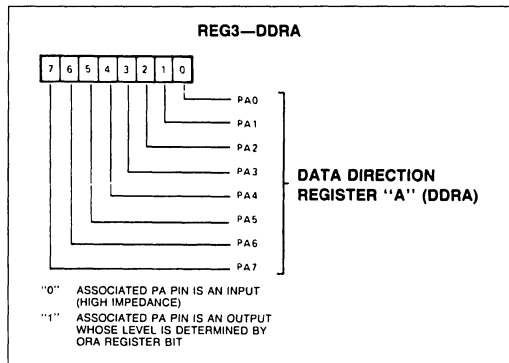 REG3—DDRA
7 6 5 4 3 2 1 0
PA0
PA1
PA2
PA3
PA4
PA5
PA6
PA7
DATA DIRECTION
REGISTER "A" (DDRA)
"0" ASSOCIATED PA PIN IS AN INPUT
(HIGH IMPEDANCE)
"1" ASSOCIATED PA PIN IS AN OUTPUT
WHOSE LEVEL IS DETERMINED BY
ORA REGISTER BIT